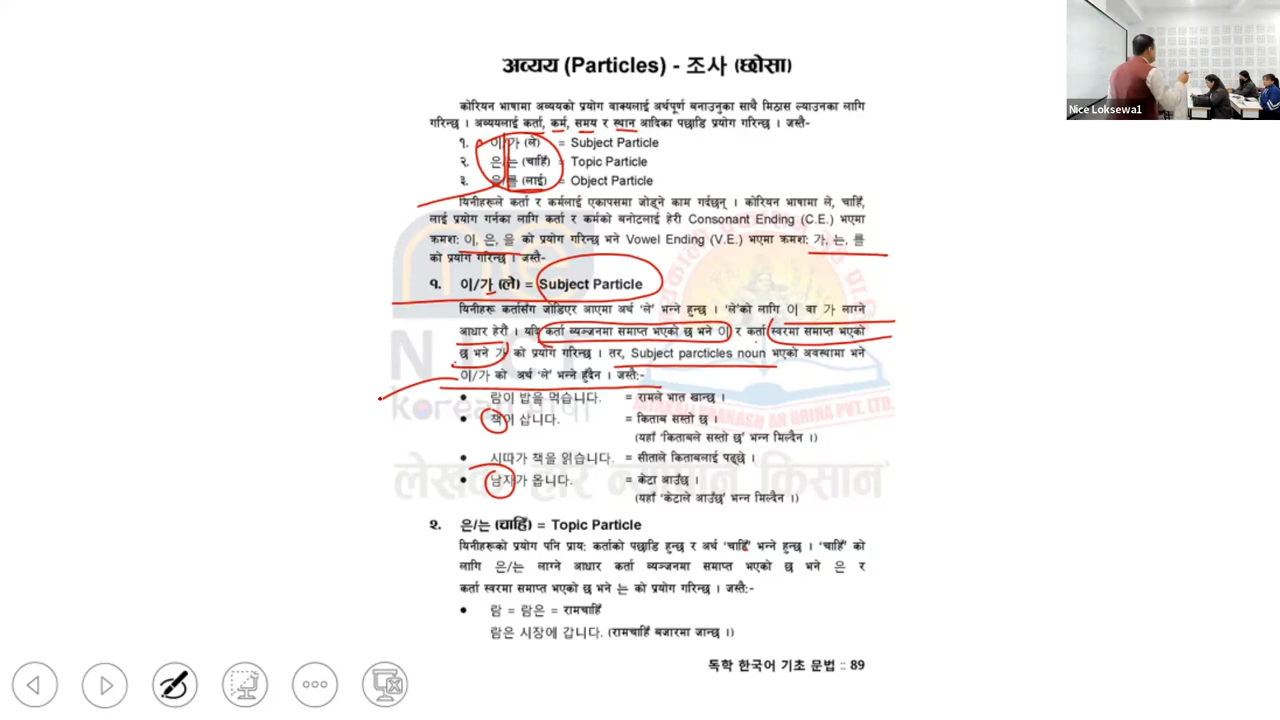 अव्यय (Particles) - 조사 (छोसा)
कोरियन भाषामा अव्ययको प्रयोग वाक्यलाई अर्थपूर्ण बनाउनुका साथै मिठास ल्याउनका लागि
गरिन्छ । अव्ययलाई कर्ता, कर्म, समय र स्थान आदिका पछाडि प्रयोग गरिन्छ । जस्तै-
१. 이/가 (ले) = Subject Particle
२. 은/는 (चाहिँ) = Topic Particle
३. 을/를 (लाई) = Object Particle
यिनीहरूले कर्ता र कर्मलाई एकापसमा जोड्ने काम गर्दछन् । कोरियन भाषामा ले, चाहिँ,
लाई प्रयोग गर्नका लागि कर्ता र कर्मको बनोटलाई हेरी Consonant Ending (C.E.) भएमा
क्रमश: 이, 은, 을 को प्रयोग गरिन्छ भने Vowel Ending (V.E.) भएमा क्रमश: 가, 는, 를
को प्रयोग गरिन्छ । जस्तै-
१. 이/가 (ले) = Subject Particle
यिनीहरू कर्तासँग जोडिएर आएमा अर्थ 'ले' भन्ने हुन्छ । 'ले'को लागि 이 वा 가 लाग्ने
आधार हेरौं । यदि कर्ता व्यञ्जनमा समाप्त भएको छ भने 이 र कर्ता स्वरमा समाप्त भएको
छ भने 가 को प्रयोग गरिन्छ । तर, Subject parcticles noun भएको अवस्थामा भने
이/가 को अर्थ 'ले' भन्ने हुँदैन । जस्तै:-
• 람이 밥을 먹습니다. = रामले भात खान्छ ।
• 책이 삽니다. = किताब सस्तो छ ।
(यहाँ 'किताबले सस्तो छ' भन्न मिल्दैन ।)
• 시따가 책을 읽습니다. = सीताले किताबलाई पढ्छे ।
• 남자가 옵니다. = केटा आउँछ ।
(यहाँ 'केटाले आउँछ' भन्न मिल्दैन ।)
२. 은/는 (चाहिँ) = Topic Particle
यिनीहरूको प्रयोग पनि प्राय: कर्ताको पछाडि हुन्छ र अर्थ 'चाहिँ' भन्ने हुन्छ । 'चाहिँ' को
लागि 은/는 लाग्ने आधार कर्ता व्यञ्जनमा समाप्त भएको छ भने 은 र
कर्ता स्वरमा समाप्त भएको छ भने 는 को प्रयोग गरिन्छ । जस्तै:-
• 람 = 람은 = रामचाहिँ
람은 시장에 갑니다. (रामचाहिँ बजारमा जान्छ ।)
독학 한국어 기초 문법 :: 89
Nice Loksewa1